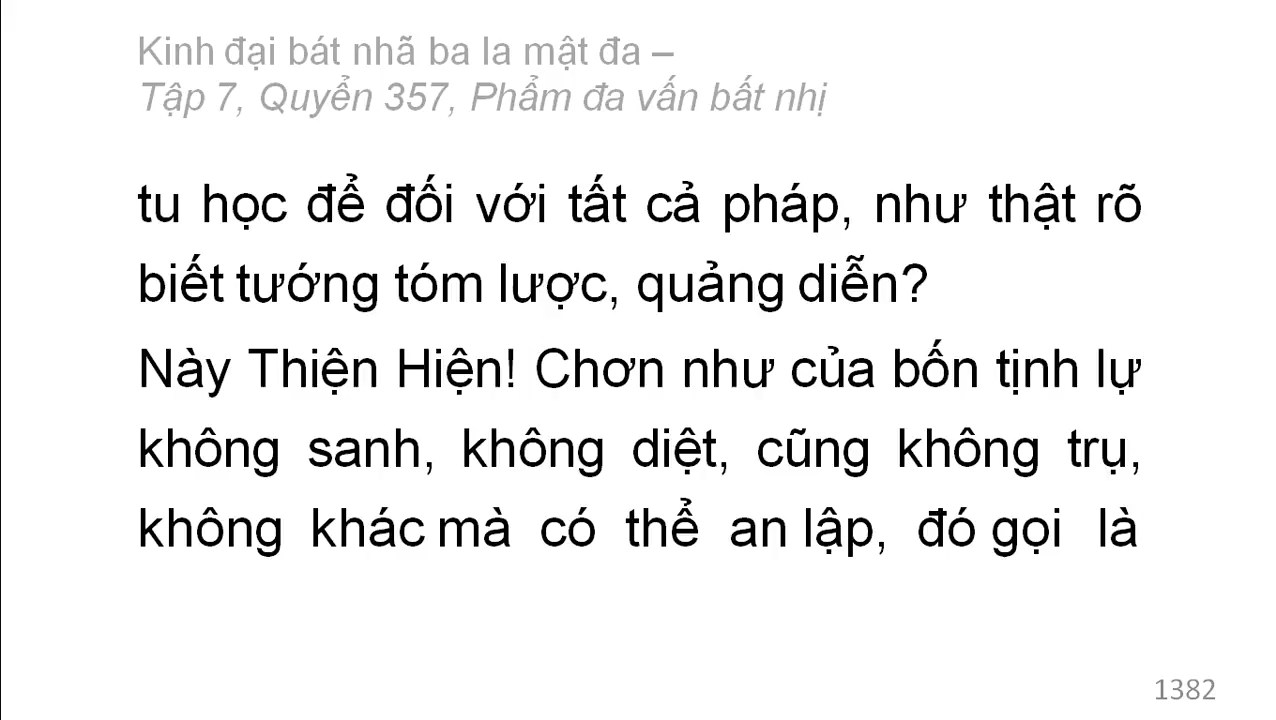 Kinh đại bát nhã ba la mật đa –
Tập 7, Quyển 357, Phẩm đa vấn bất nhị
tu học để đối với tất cả pháp, như thật rõ
biết tướng tóm lược, quảng diễn?
Này Thiện Hiện! Chơn như của bốn tịnh lự
không sanh, không diệt, cũng không trụ,
không khác mà có thể an lập, đó gọi là
1382